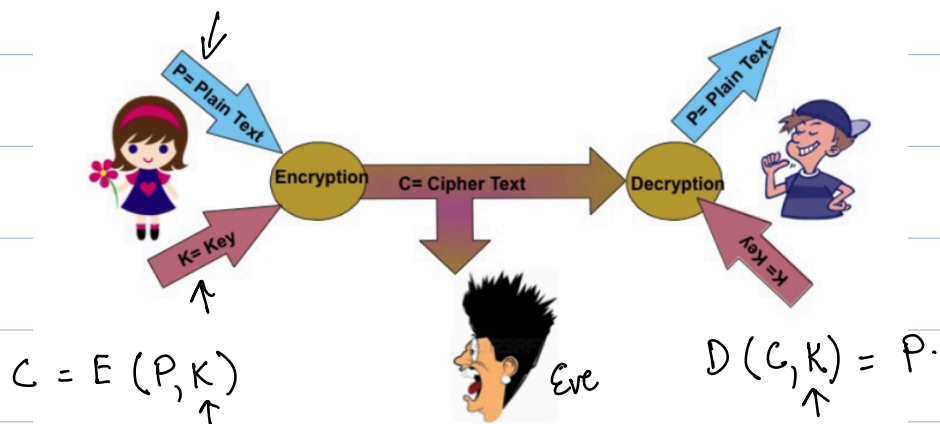 P= Plain Text
P= Plain Text
Encryption
C= Cipher Text
Decryption
K= Key
K= Key
C = E (P, K)
Eve
D (C, K) = P.